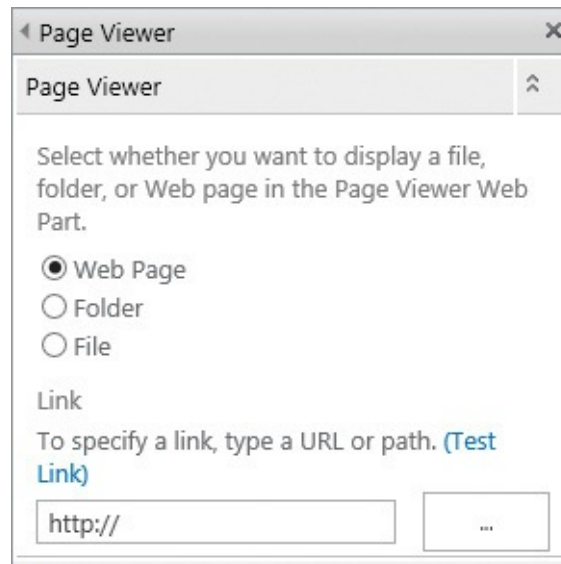 Page Viewer
Page Viewer
Select whether you want to display a file,
folder, or Web page in the Page Viewer Web
Part.
Web Page
Folder
File
Link
To specify a link, type a URL or path. (Test
Link)
http://
...